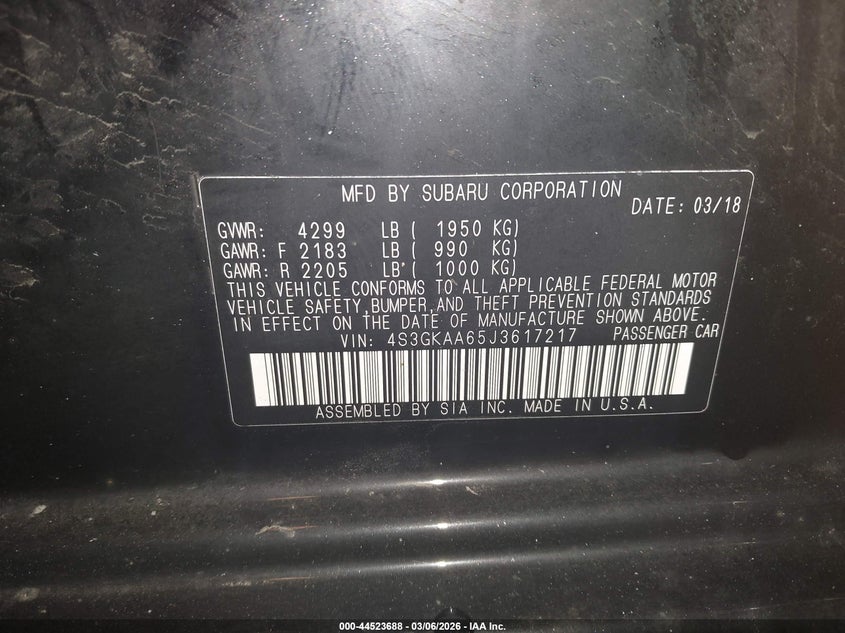 MFD BY SUBARU CORPORATION
DATE: 03/18
GVWR: 4299 LB ( 1950 KG)
GAWR: F 2183 LB ( 990 KG)
GAWR: R 2205 LB ( 1000 KG)
THIS VEHICLE CONFORMS TO ALL APPLICABLE FEDERAL MOTOR
VEHICLE SAFETY,BUMPER,AND THEFT PREVENTION STANDARDS
IN EFFECT ON THE DATE OF MANUFACTURE SHOWN ABOVE.
VIN: 4S3GKAA65J3617217 PASSENGER CAR
ASSEMBLED BY SIA INC. MADE IN U.S.A.
000-44523688 - 03/06/2026 - IAA Inc.